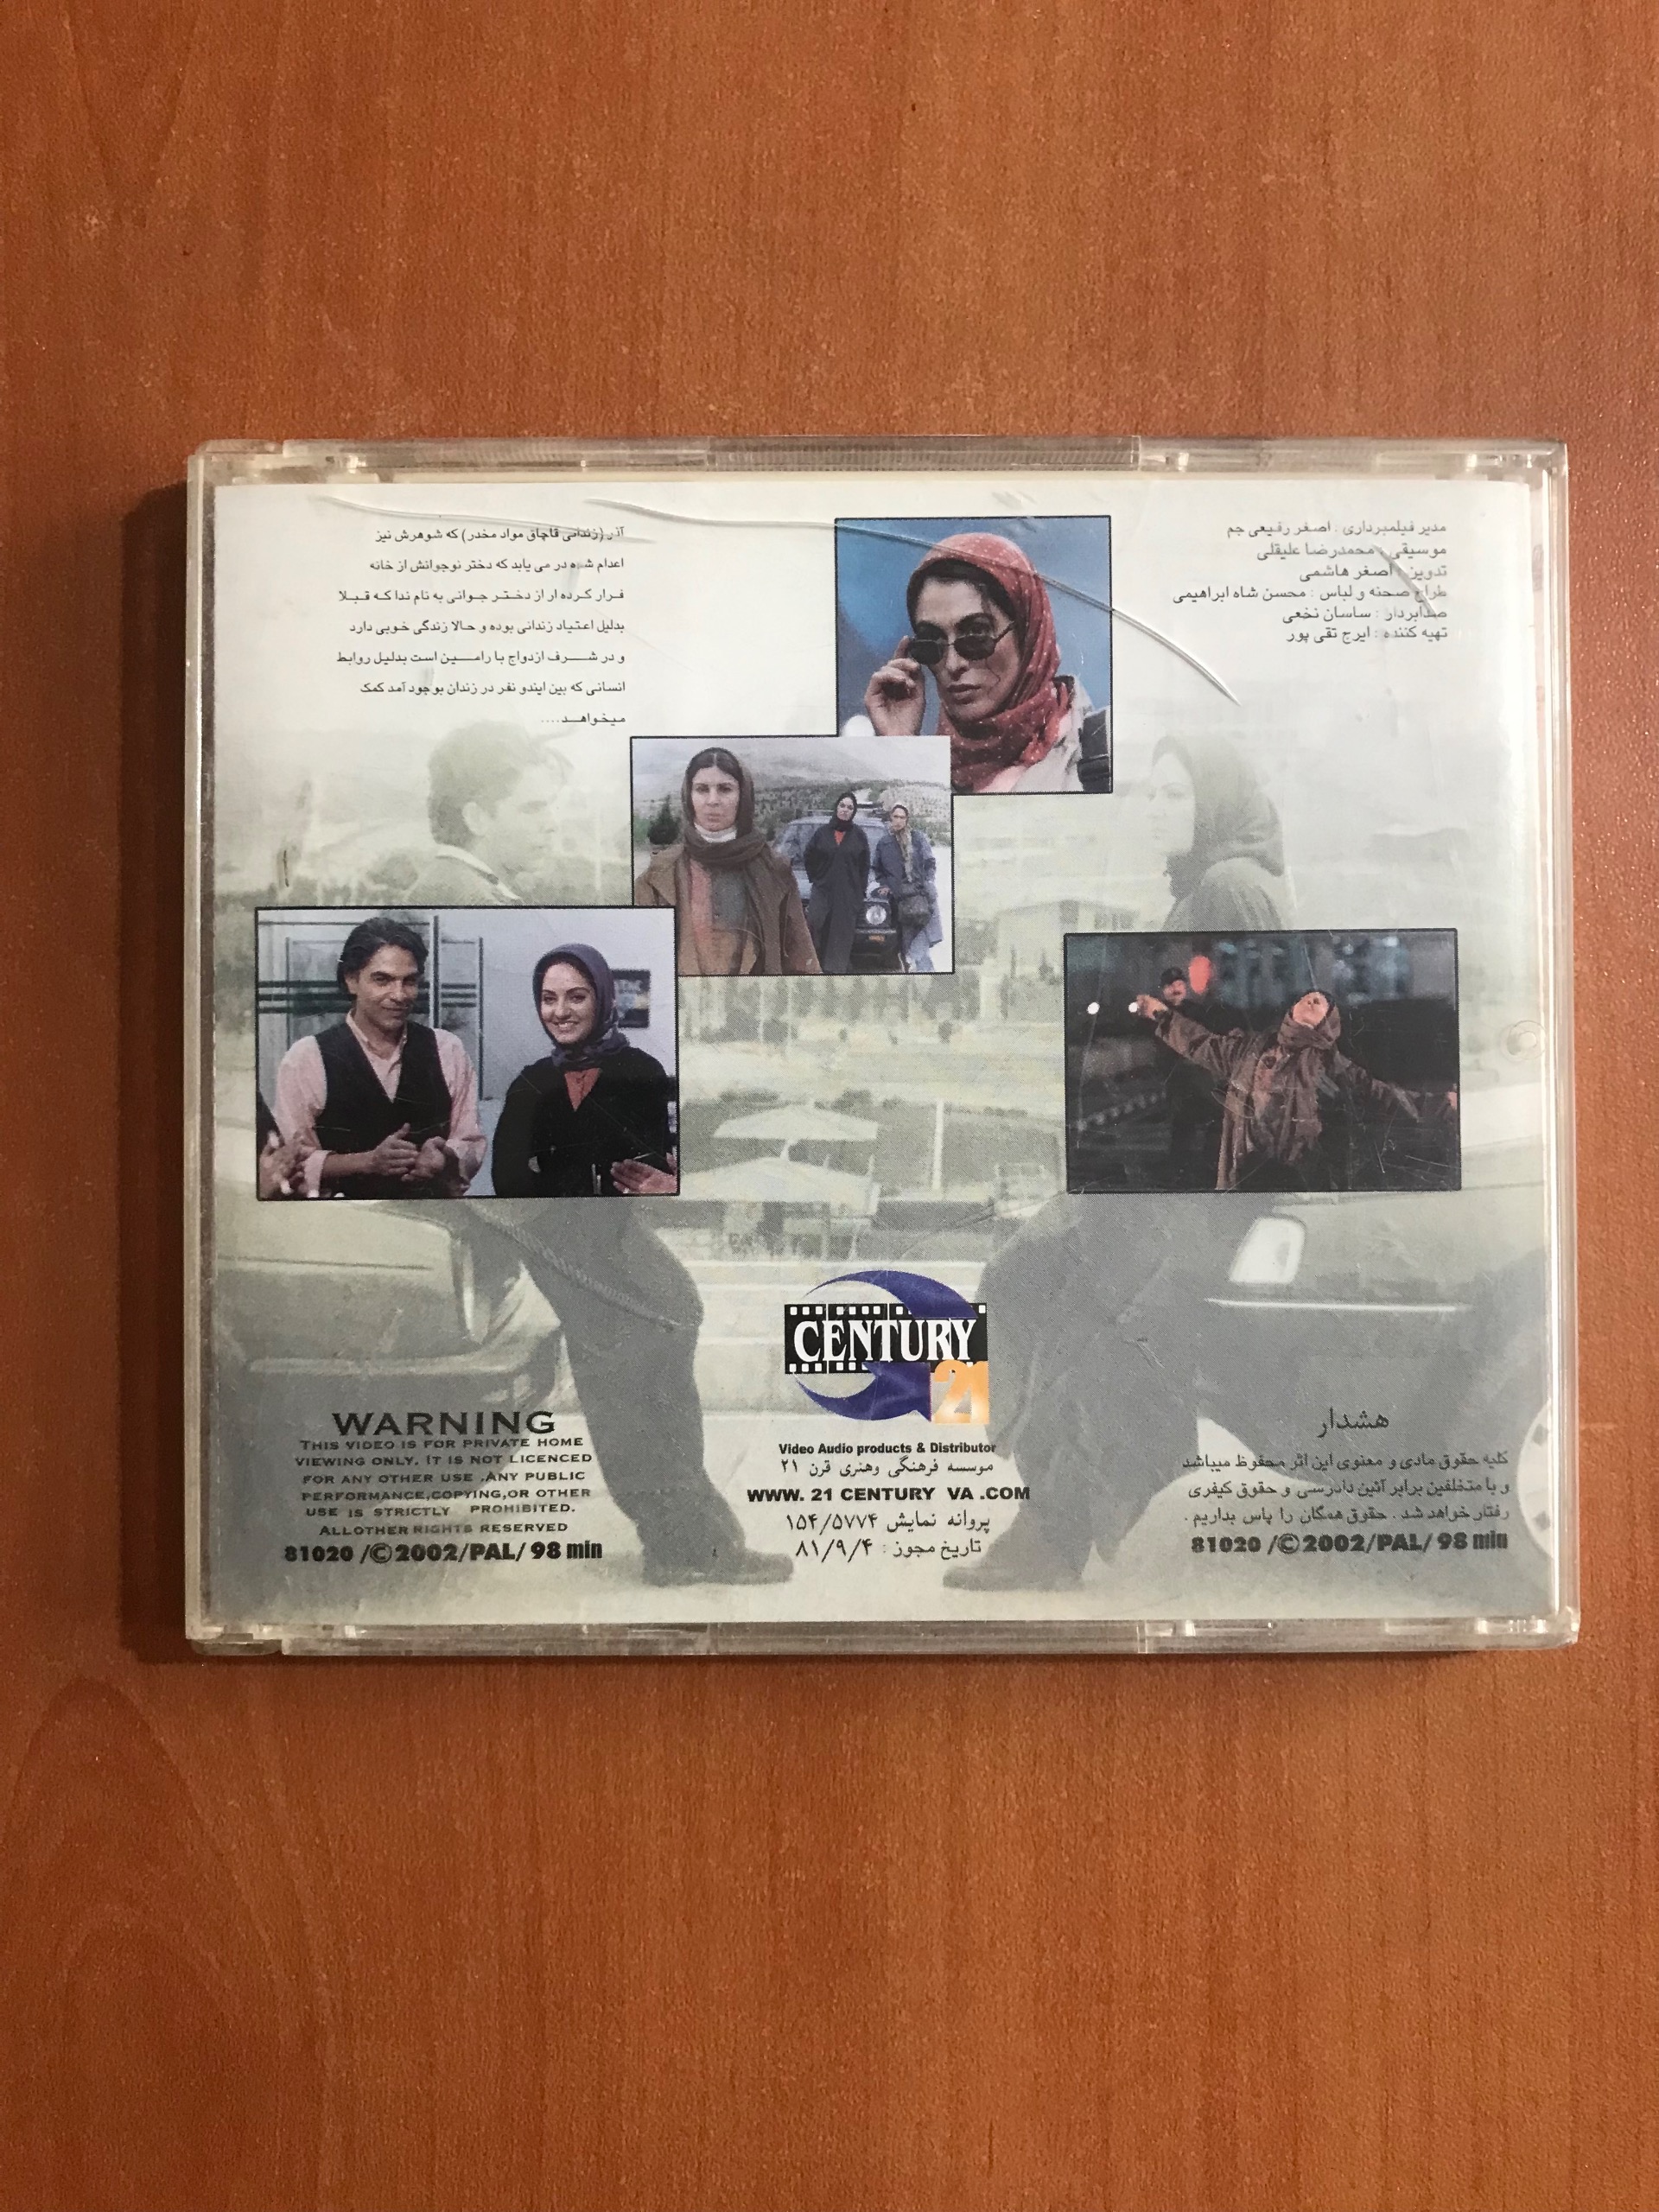 مدیر فیلمبرداری : اصغر رفیعی جم
موسیقی : محمدرضا علیقلی
تدوین : اصغر هاشمی
طراح صحنه و لباس : محسن شاه ابراهیمی
صدابردار : ساسان نخعی
تهیه کننده : ایرج تقی پور
آذر (زندانی قاچاق مواد مخدر) که شوهرش نیز
اعدام شده در می یابد که دختر نوجوانش از خانه
فرار کرده از دختر جوانی به نام ندا که قبلا
بدلیل اعتیاد زندانی بوده و حالا زندگی خوبی دارد
و در شرف ازدواج با رامین است بدلیل روابط
انسانی که بین ایندو نفر در زندان بوجود آمد کمک
میخواهد....
CENTURY
21
Video Audio products & Distributor
موسسه فرهنگی وهنری قرن ۲۱
WWW. 21 CENTURY VA .COM
پروانه نمایش ۱۵۴/۵۷۷۴
تاریخ مجوز : ۸۱/۹/۴
هشدار
کلیه حقوق مادی و معنوی این اثر محفوظ میباشد
و با متخلفین برابر آئین دادرسی و حقوق کیفری
رفتار خواهد شد . حقوق همگان را پاس بداریم .
81020 /©2002/PAL/ 98 min
WARNING
THIS VIDEO IS FOR PRIVATE HOME
VIEWING ONLY. IT IS NOT LICENCED
FOR ANY OTHER USE .ANY PUBLIC
PERFORMANCE,COPYING,OR OTHER
USE IS STRICTLY PROHIBITED.
ALLOTHER RIGHTS RESERVED
81020 /©2002/PAL/ 98 min